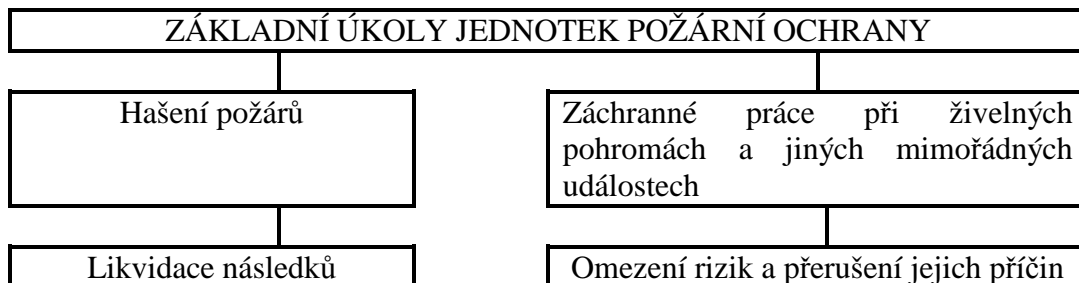 ZÁKLADNÍ ÚKOLY JEDNOTEK POŽÁRNÍ OCHRANY
Hašení požárů
Záchranné práce při živelných
pohromách a jiných mimořádných
událostech
Likvidace následků
Omezení rizik a přerušení jejich příčin